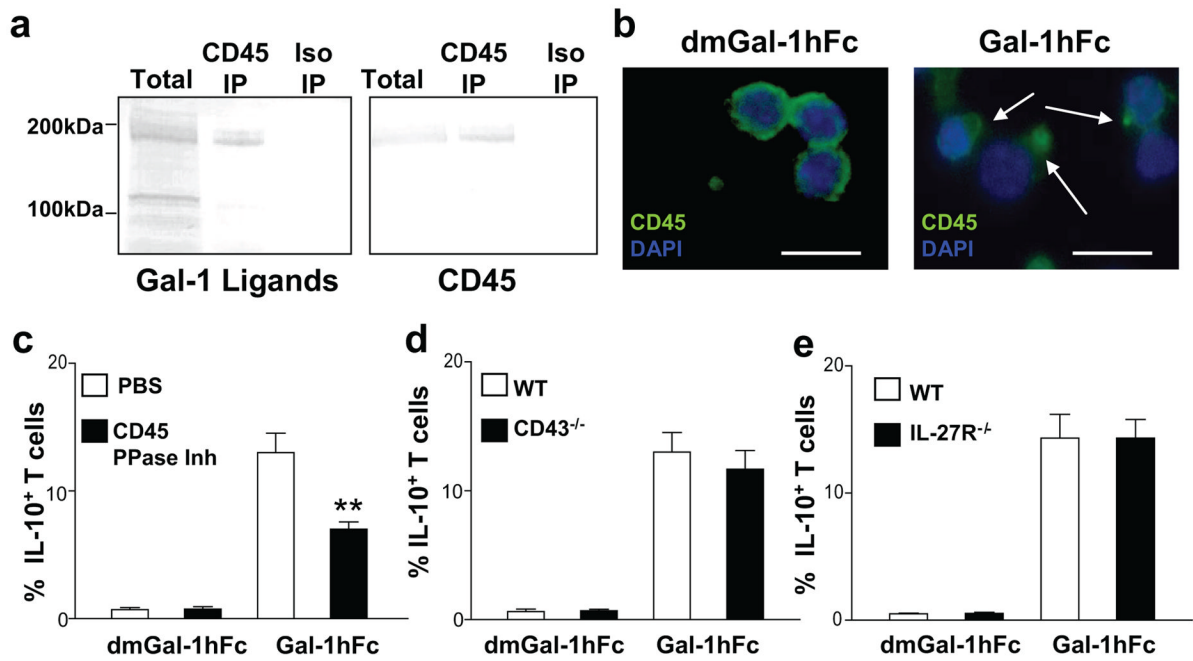 a
Total
CD45 IP
Iso IP
Total
CD45 IP
Iso IP
200kDa
100kDa
Gal-1 Ligands
CD45
b
dmGal-1hFc
Gal-1hFc
CD45
DAPI
CD45
DAPI
c
% IL-10+ T cells
20
10
0
PBS
CD45
PPase Inh
**
dmGal-1hFc
Gal-1hFc
d
% IL-10+ T cells
20
10
0
WT
CD43-/-
dmGal-1hFc
Gal-1hFc
e
% IL-10+ T cells
20
10
0
WT
IL-27R-/-
dmGal-1hFc
Gal-1hFc